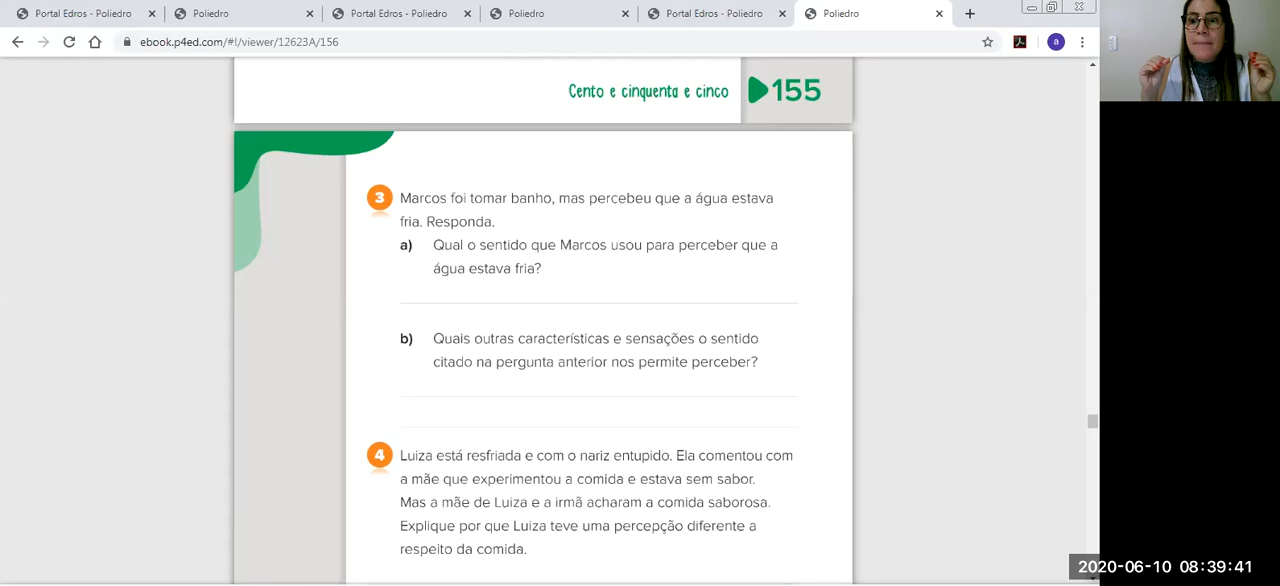 Portal Edros - Poliedro
Poliedro
Portal Edros - Poliedro
Poliedro
Portal Edros - Poliedro
Poliedro
ebook.p4ed.com/#!/viewer/12623A/156
a
Cento e cinquenta e cinco
155
3 Marcos foi tomar banho, mas percebeu que a água estava
fria. Responda.
a) Qual o sentido que Marcos usou para perceber que a
água estava fria?
b) Quais outras características e sensações o sentido
citado na pergunta anterior nos permite perceber?
4 Luiza está resfriada e com o nariz entupido. Ela comentou com
a mãe que experimentou a comida e estava sem sabor.
Mas a mãe de Luiza e a irmã acharam a comida saborosa.
Explique por que Luiza teve uma percepção diferente a
respeito da comida.
2020-06-10 08:39:41